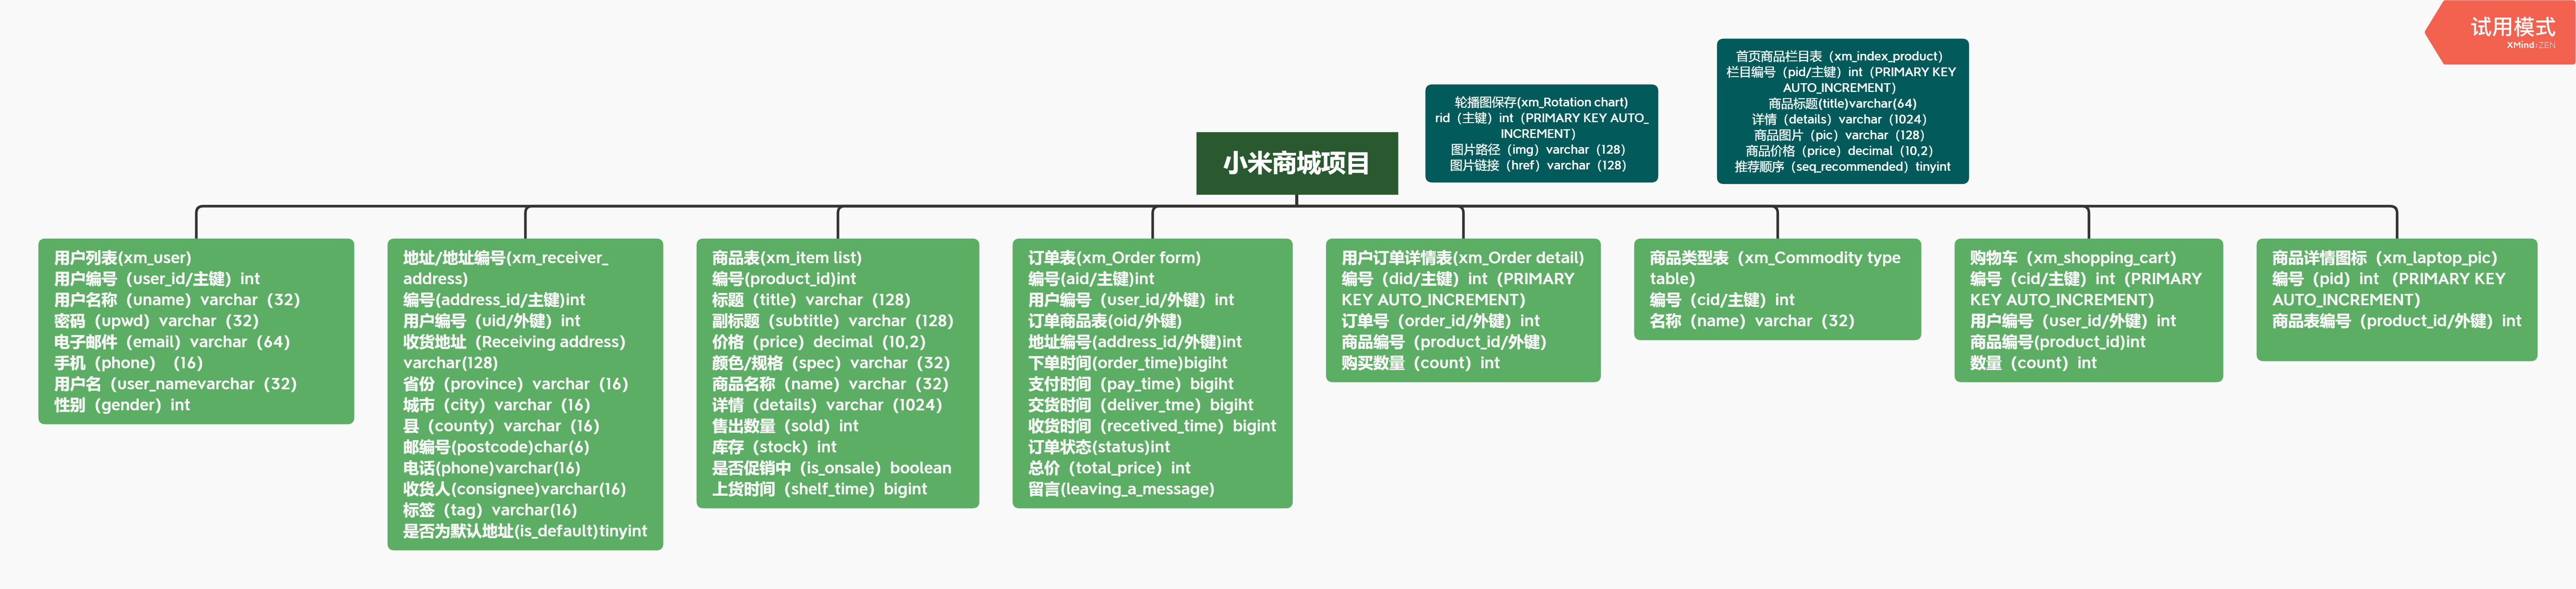 试用模式
XMind:ZEN
首页商品栏目表（xm_index_product）
栏目编号（pid/主键）int（PRIMARY KEY
AUTO_INCREMENT）
商品标题(title)varchar(64)
详情（details）varchar（1024）
商品图片（pic）varchar（128）
商品价格（price）decimal（10,2）
推荐顺序（seq_recommended）tinyint
轮播图保存(xm_Rotation chart)
rid（主键）int（PRIMARY KEY AUTO_
INCREMENT）
图片路径（img）varchar（128）
图片链接（href）varchar（128）
小米商城项目
用户列表(xm_user)
用户编号（user_id/主键）int
用户名称（uname）varchar（32）
密码（upwd）varchar（32）
电子邮件（email）varchar（64）
手机（phone）（16）
用户名（user_namevarchar（32）
性别（gender）int
地址/地址编号(xm_receiver_
address)
编号(address_id/主键)int
用户编号（uid/外键）int
收货地址（Receiving address）
varchar(128)
省份（province）varchar（16）
城市（city）varchar（16）
县（county）varchar（16）
邮编号(postcode)char(6)
电话(phone)varchar(16)
收货人(consignee)varchar(16)
标签（tag）varchar(16)
是否为默认地址(is_default)tinyint
商品表(xm_item list)
编号(product_id)int
标题（title）varchar（128）
副标题（subtitle）varchar（128）
价格（price）decimal（10,2）
颜色/规格（spec）varchar（32）
商品名称（name）varchar（32）
详情（details）varchar（1024）
售出数量（sold）int
库存（stock）int
是否促销中（is_onsale）boolean
上货时间（shelf_time）bigint
订单表(xm_Order form)
编号(aid/主键)int
用户编号（user_id/外键）int
订单商品表(oid/外键)
地址编号(address_id/外键)int
下单时间(order_time)bigiht
支付时间（pay_time）bigiht
交货时间（deliver_tme）bigiht
收货时间（recetived_time）bigint
订单状态(status)int
总价（total_price）int
留言(leaving_a_message)
用户订单详情表(xm_Order detail)
编号（did/主键）int（PRIMARY
KEY AUTO_INCREMENT）
订单号（order_id/外键）int
商品编号（product_id/外键）
购买数量（count）int
商品类型表（xm_Commodity type
table）
编号（cid/主键）int
名称（name）varchar（32）
购物车（xm_shopping_cart）
编号（cid/主键）int（PRIMARY
KEY AUTO_INCREMENT）
用户编号（user_id/外键）int
商品编号(product_id)int
数量（count）int
商品详情图标（xm_laptop_pic）
编号（pid）int （PRIMARY KEY
AUTO_INCREMENT）
商品表编号（product_id/外键）int